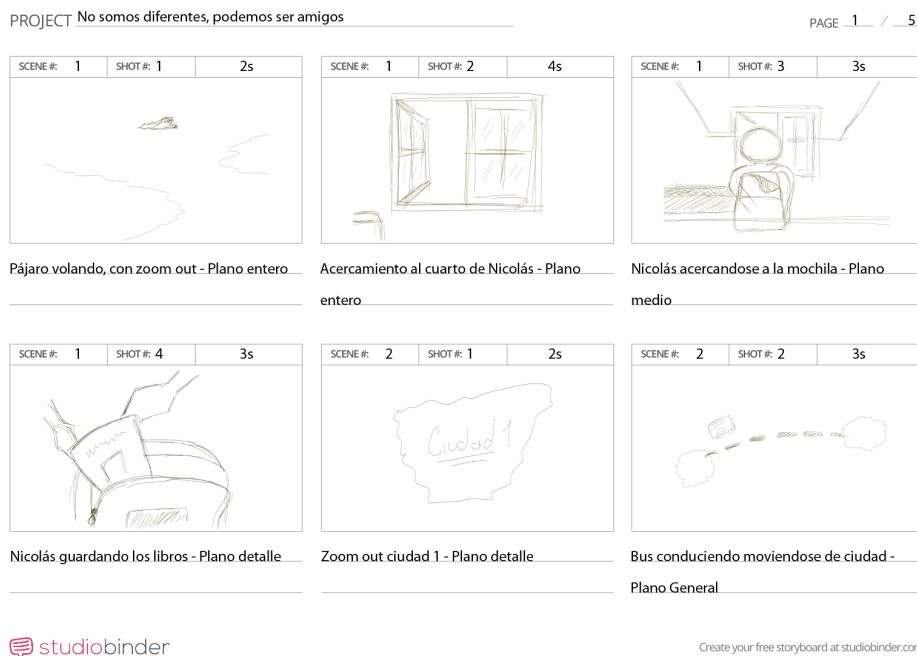 PROJECT No somos diferentes, podemos ser amigos
PAGE 1 / 5
SCENE #: 1 SHOT #: 1 2s
SCENE #: 1 SHOT #: 2 4s
SCENE #: 1 SHOT #: 3 3s
Pájaro volando, con zoom out - Plano entero
Acercamiento al cuarto de Nicolás - Plano
entero
Nicolás acercandose a la mochila - Plano
medio
SCENE #: 1 SHOT #: 4 3s
SCENE #: 2 SHOT #: 1 2s
SCENE #: 2 SHOT #: 2 3s
Ciudad 1
Nicolás guardando los libros - Plano detalle
Zoom out ciudad 1 - Plano detalle
Bus conduciendo moviendose de ciudad -
Plano General
studiobinder
Create your free storyboard at studiobinder.com